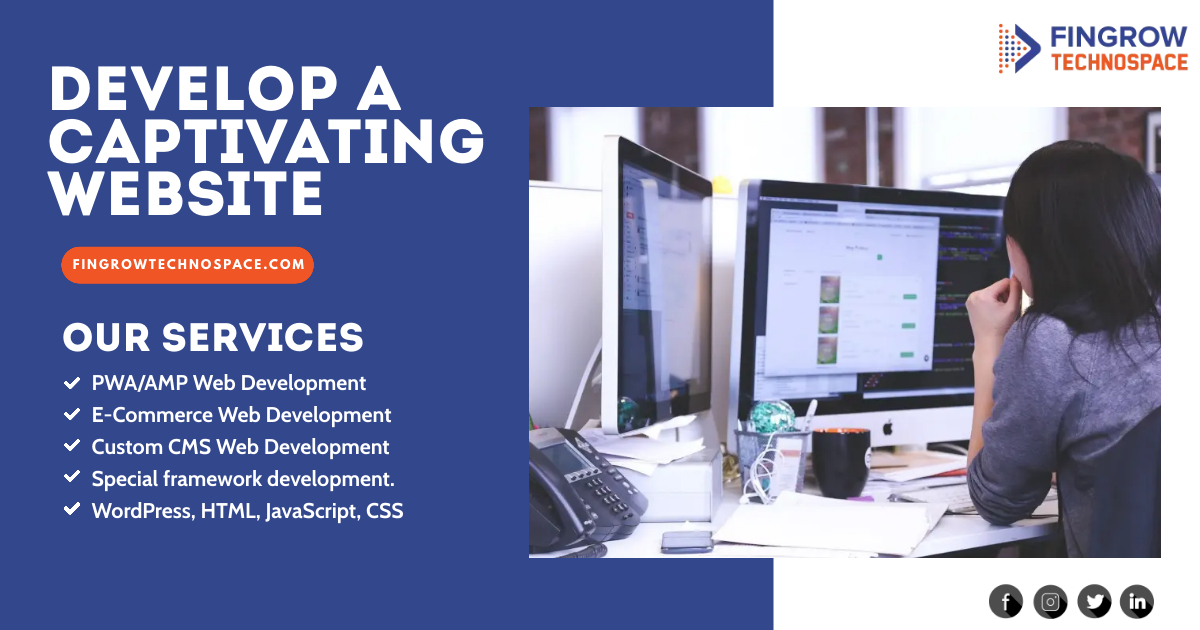 FINGROW
TECHNOSPACE
DEVELOP A
CAPTIVATING
WEBSITE
FINGROWTECHNOSPACE.COM
OUR SERVICES
PWA/AMP Web Development
E-Commerce Web Development
Custom CMS Web Development
Special framework development.
WordPress, HTML, JavaScript, CSS